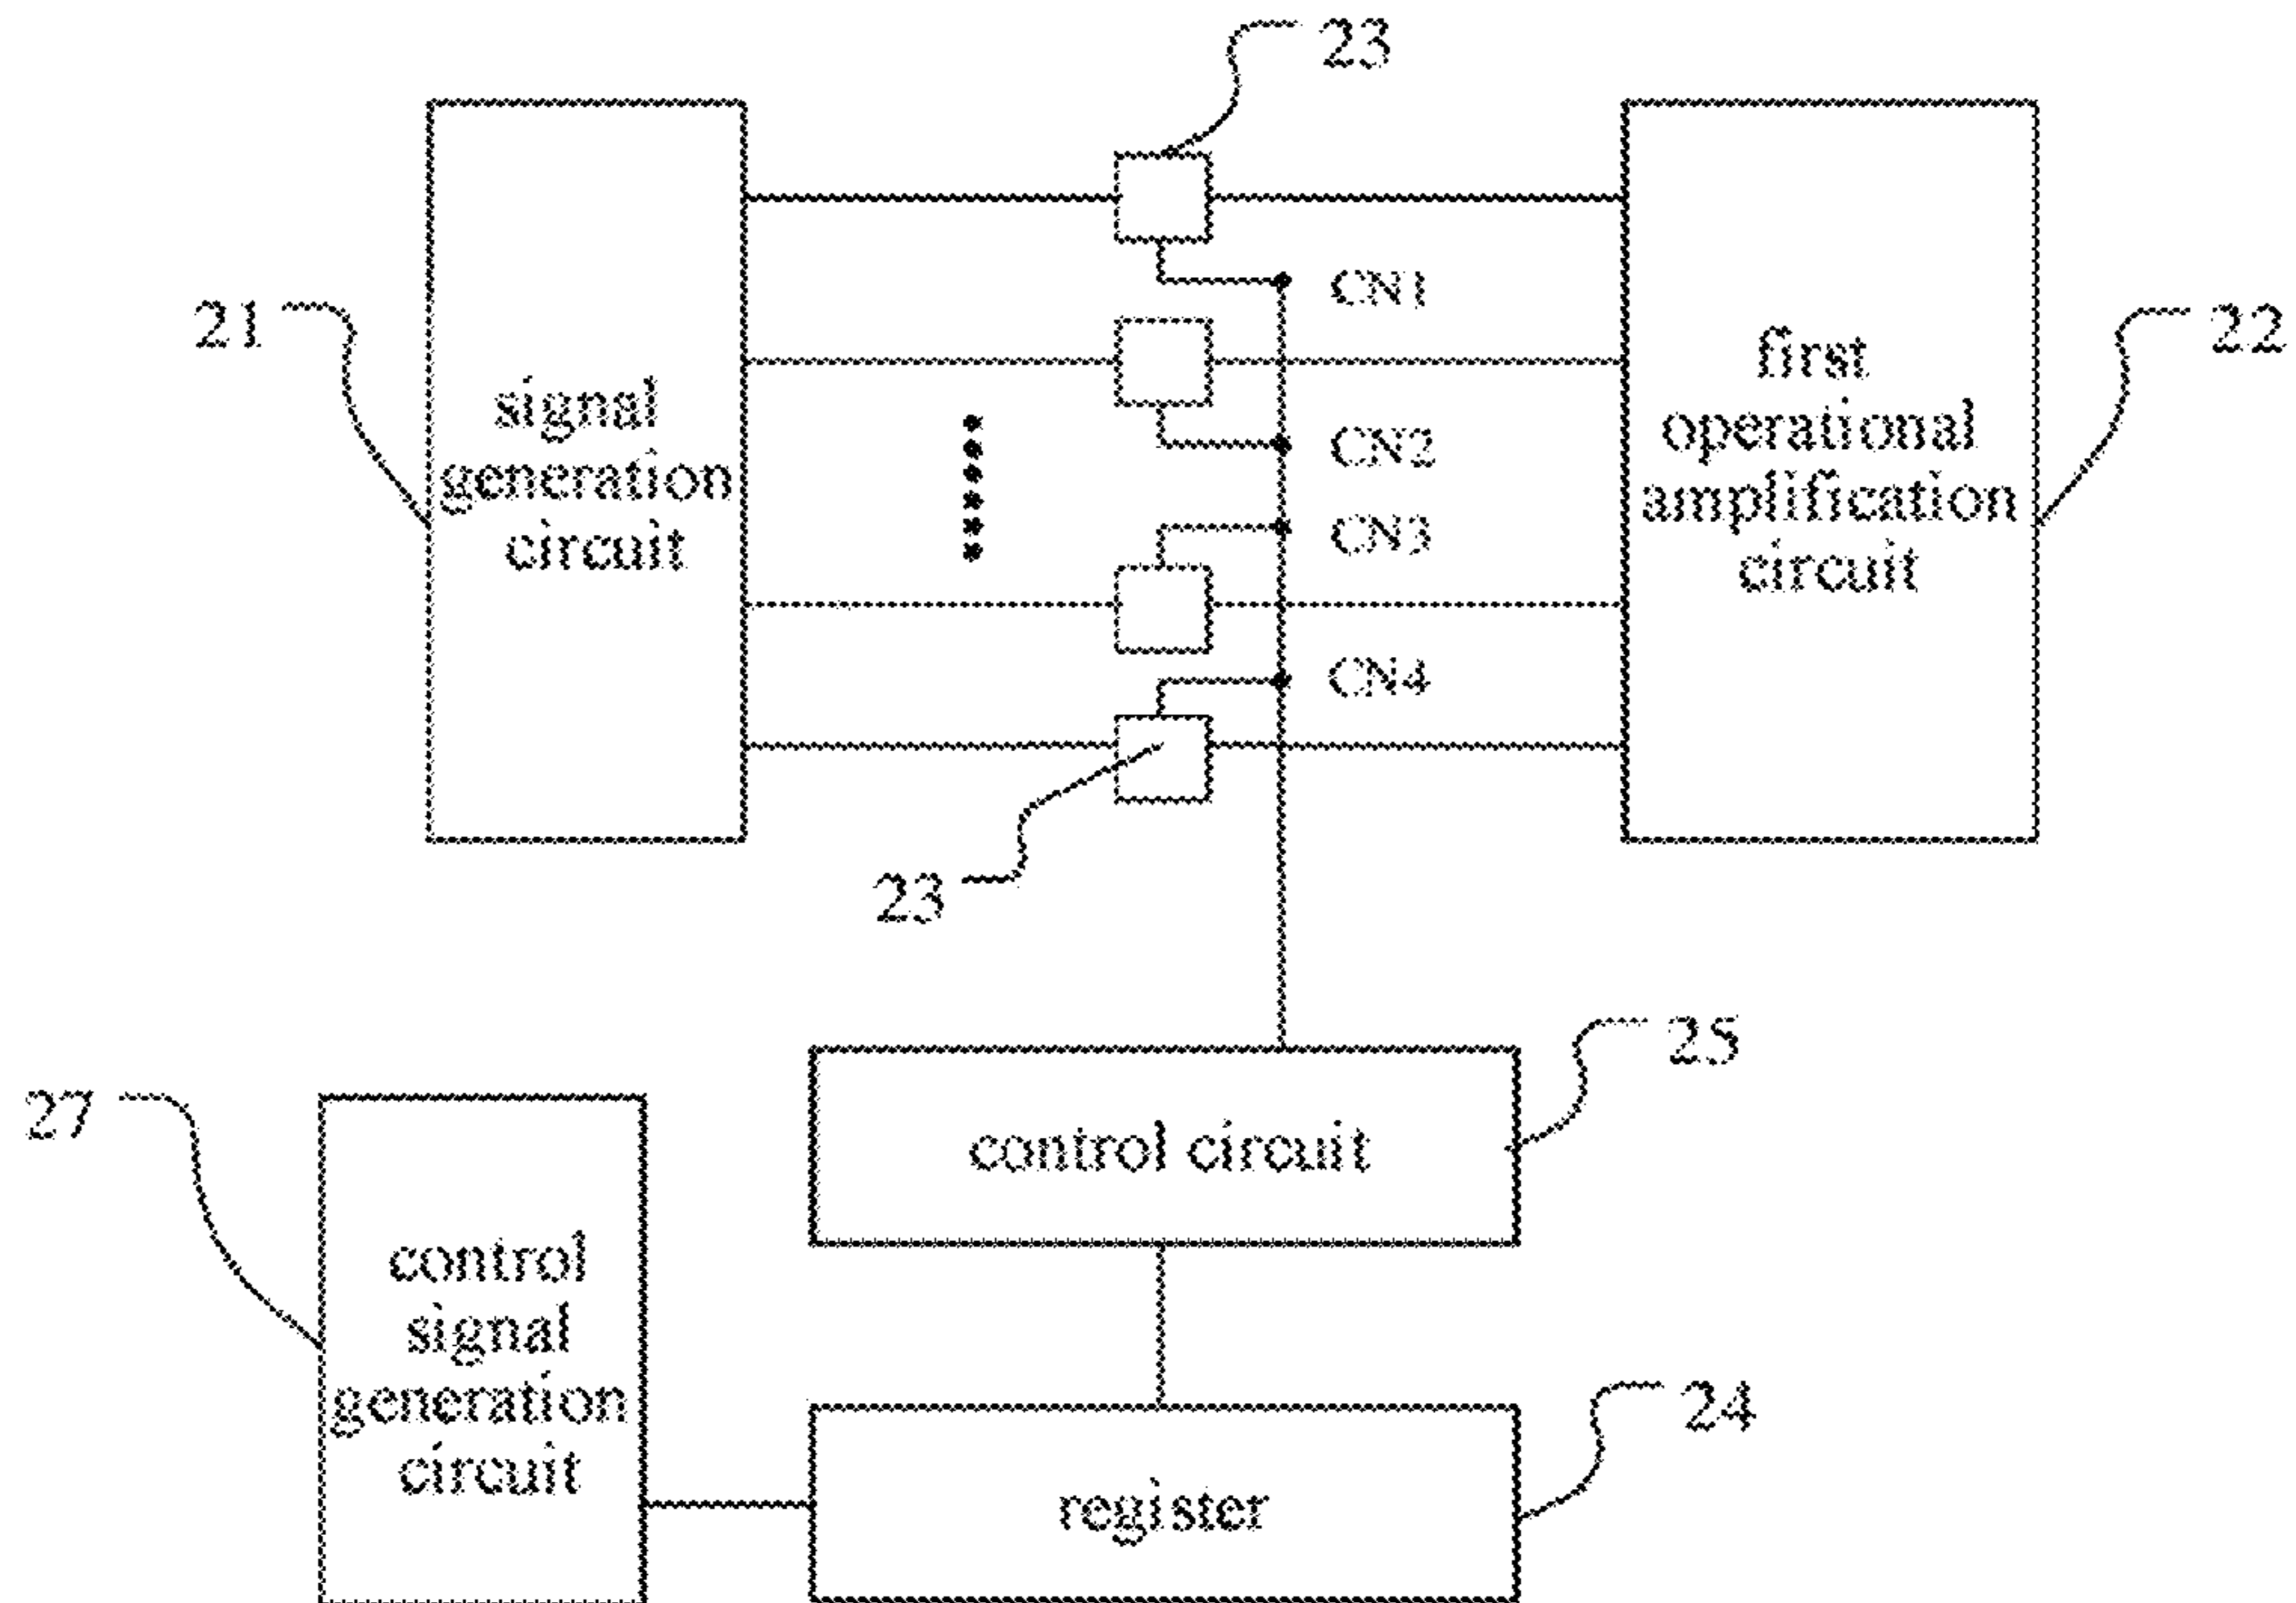 23
21
signal
generation
circuit
CN1
CN2
CN3
CN4
first
operational
amplification
circuit
22
23
25
control circuit
27
control
signal
generation
circuit
24
register